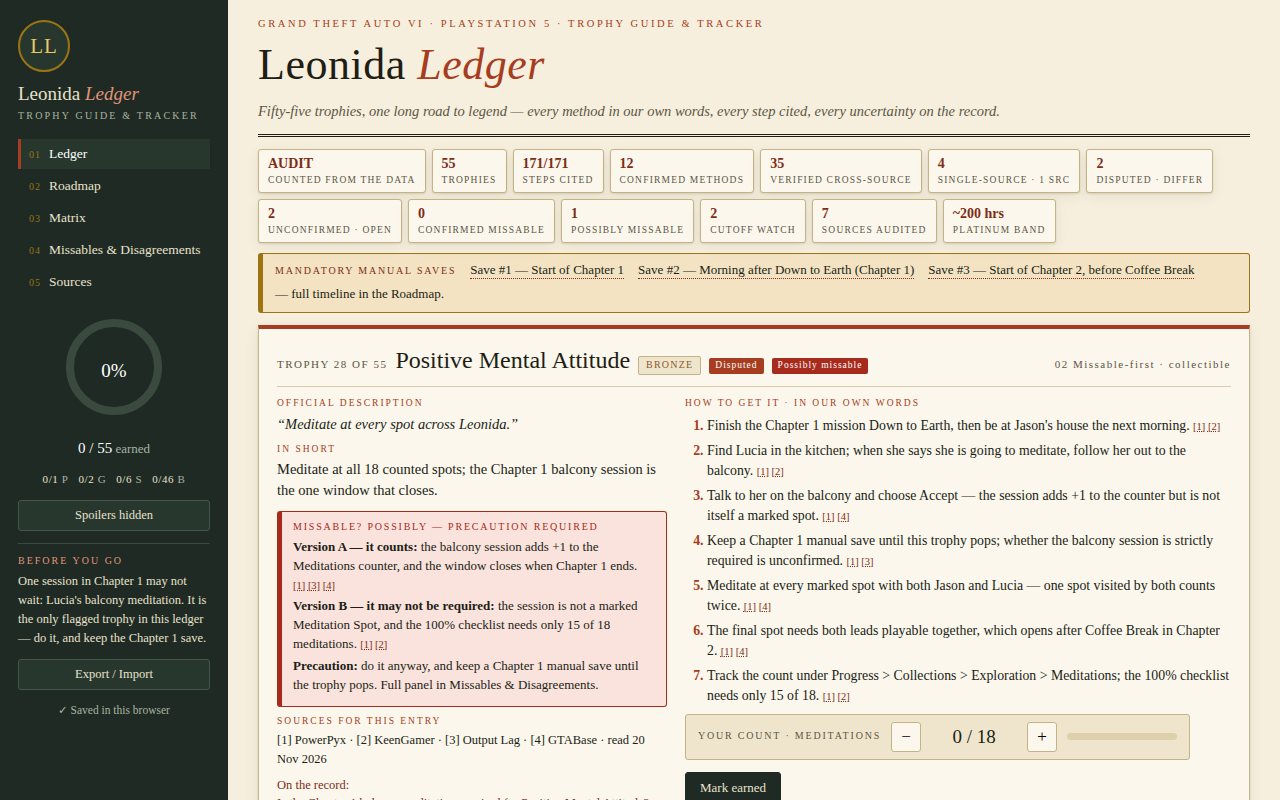 LL
Leonida Ledger
TROPHY GUIDE & TRACKER
01 Ledger
02 Roadmap
03 Matrix
04 Missables & Disagreements
05 Sources
0%
0 / 55 earned
0/1 P 0/2 G 0/6 S 0/46 B
Spoilers hidden
BEFORE YOU GO
One session in Chapter 1 may not
wait: Lucia's balcony meditation. It is
the only flagged trophy in this ledger
— do it, and keep the Chapter 1 save.
Export / Import
✓ Saved in this browser
GRAND THEFT AUTO VI · PLAYSTATION 5 · TROPHY GUIDE & TRACKER
Leonida Ledger
Fifty-five trophies, one long road to legend — every method in our own words, every step cited, every uncertainty on the record.
AUDIT
COUNTED FROM THE DATA
55
TROPHIES
171/171
STEPS CITED
12
CONFIRMED METHODS
35
VERIFIED CROSS-SOURCE
4
SINGLE-SOURCE · 1 SRC
2
DISPUTED · DIFFER
2
UNCONFIRMED · OPEN
0
CONFIRMED MISSABLE
1
POSSIBLY MISSABLE
2
CUTOFF WATCH
7
SOURCES AUDITED
~200 hrs
PLATINUM BAND
MANDATORY MANUAL SAVES Save #1 — Start of Chapter 1 Save #2 — Morning after Down to Earth (Chapter 1) Save #3 — Start of Chapter 2, before Coffee Break
— full timeline in the Roadmap.
TROPHY 28 OF 55 Positive Mental Attitude BRONZE Disputed Possibly missable 02 Missable-first · collectible
OFFICIAL DESCRIPTION
“Meditate at every spot across Leonida.”
IN SHORT
Meditate at all 18 counted spots; the Chapter 1 balcony session is
the one window that closes.
MISSABLE? POSSIBLY — PRECAUTION REQUIRED
Version A — it counts: the balcony session adds +1 to the
Meditations counter, and the window closes when Chapter 1 ends.
[1] [3] [4]
Version B — it may not be required: the session is not a marked
Meditation Spot, and the 100% checklist needs only 15 of 18
meditations. [1] [2]
Precaution: do it anyway, and keep a Chapter 1 manual save until
the trophy pops. Full panel in Missables & Disagreements.
SOURCES FOR THIS ENTRY
[1] PowerPyx · [2] KeenGamer · [3] Output Lag · [4] GTABase · read 20
Nov 2026
On the record:
HOW TO GET IT · IN OUR OWN WORDS
1. Finish the Chapter 1 mission Down to Earth, then be at Jason's house the next morning. [1] [2]
2. Find Lucia in the kitchen; when she says she is going to meditate, follow her out to the
balcony. [1] [2]
3. Talk to her on the balcony and choose Accept — the session adds +1 to the counter but is not
itself a marked spot. [1] [4]
4. Keep a Chapter 1 manual save until this trophy pops; whether the balcony session is strictly
required is unconfirmed. [1] [3]
5. Meditate at every marked spot with both Jason and Lucia — one spot visited by both counts
twice. [1] [4]
6. The final spot needs both leads playable together, which opens after Coffee Break in Chapter
2. [1] [4]
7. Track the count under Progress > Collections > Exploration > Meditations; the 100% checklist
needs only 15 of 18. [1] [2]
YOUR COUNT · MEDITATIONS − 0 / 18 +
Mark earned